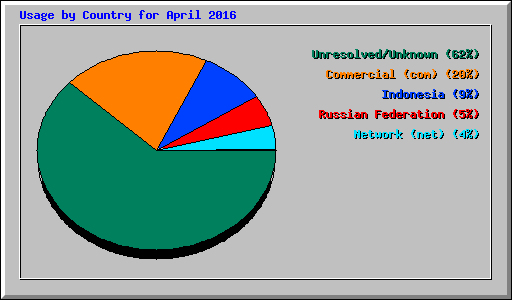 Usage by Country for April 2016
Unresolved/Unknown (62%)
Commercial (com) (20%)
Indonesia (9%)
Russian Federation (5%)
Network (net) (4%)